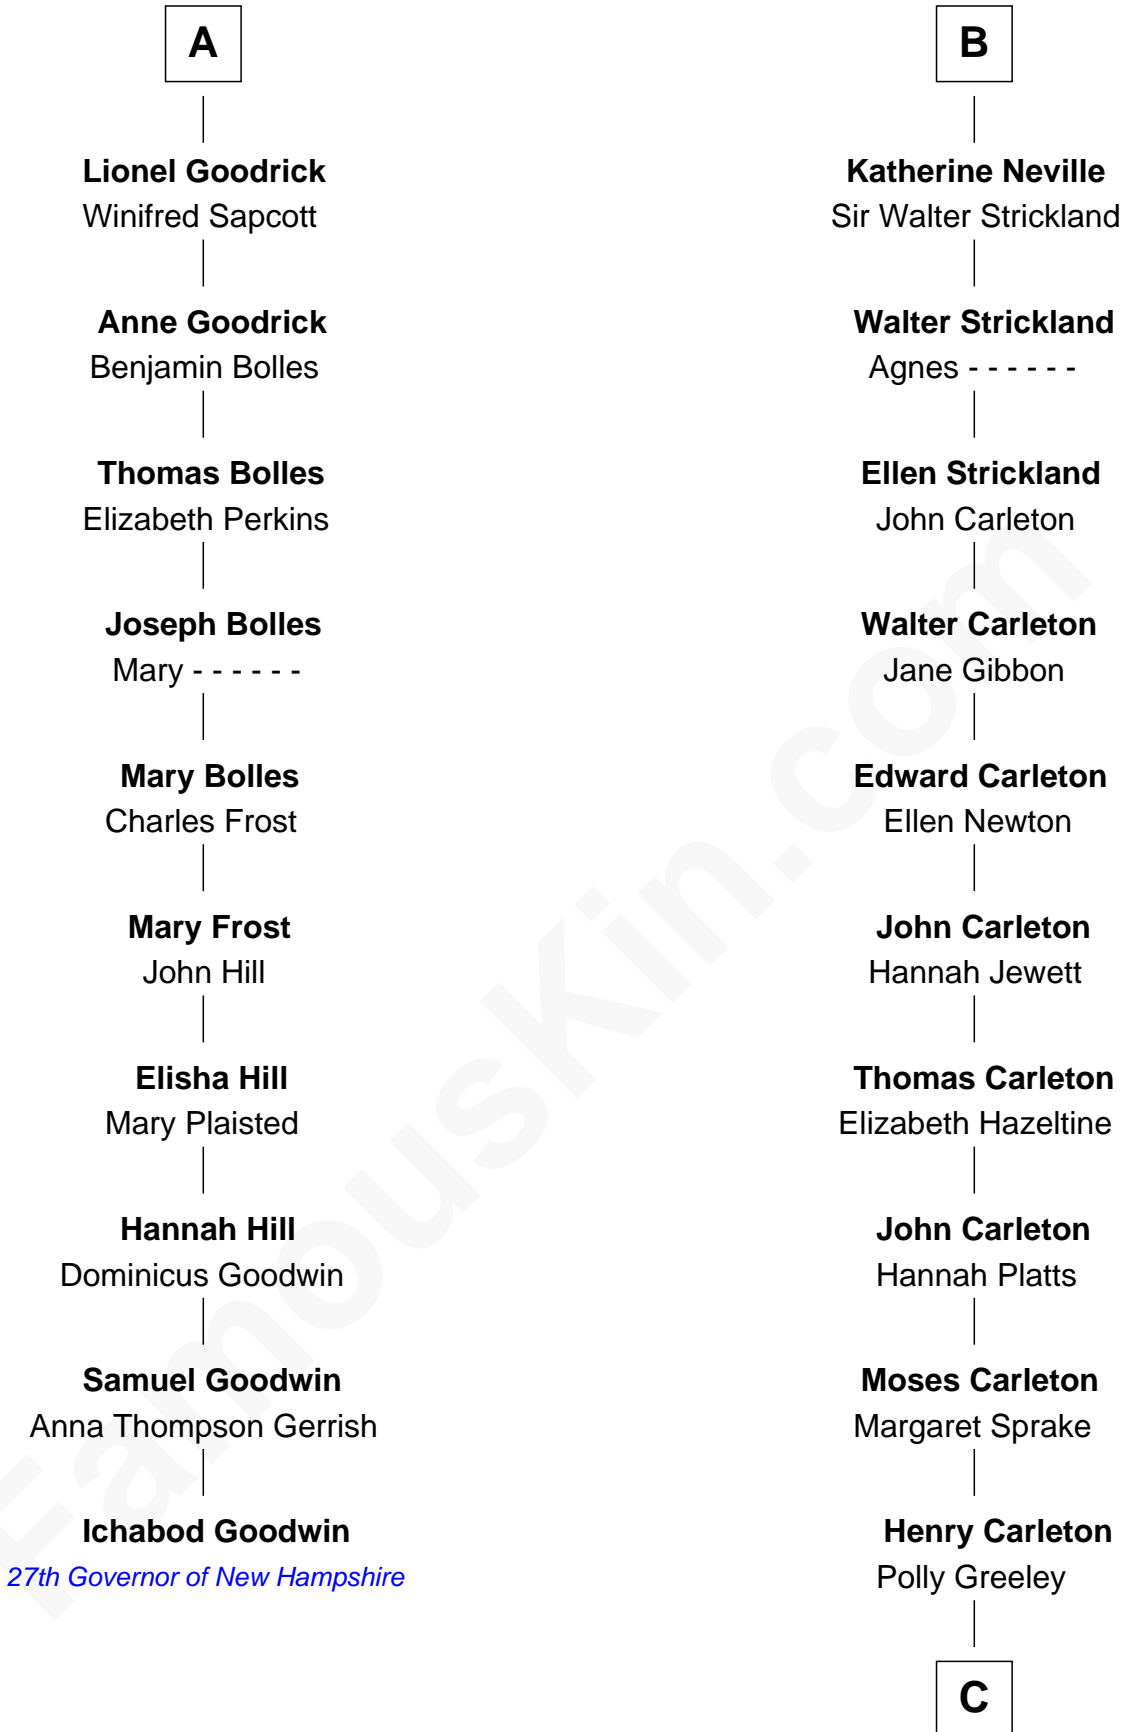 A
Lionel Goodrick
Winifred Sapcott
Anne Goodrick
Benjamin Bolles
Thomas Bolles
Elizabeth Perkins
Joseph Bolles
Mary - - - - - -
Mary Bolles
Charles Frost
Mary Frost
John Hill
Elisha Hill
Mary Plaisted
Hannah Hill
Dominicus Goodwin
Samuel Goodwin
Anna Thompson Gerrish
Ichabod Goodwin
27th Governor of New Hampshire
B
Katherine Neville
Sir Walter Strickland
Walter Strickland
Agnes - - - - - -
Ellen Strickland
John Carleton
Walter Carleton
Jane Gibbon
Edward Carleton
Ellen Newton
John Carleton
Hannah Jewett
Thomas Carleton
Elizabeth Hazeltine
John Carleton
Hannah Platts
Moses Carleton
Margaret Sprake
Henry Carleton
Polly Greeley
C
FamousKin.com